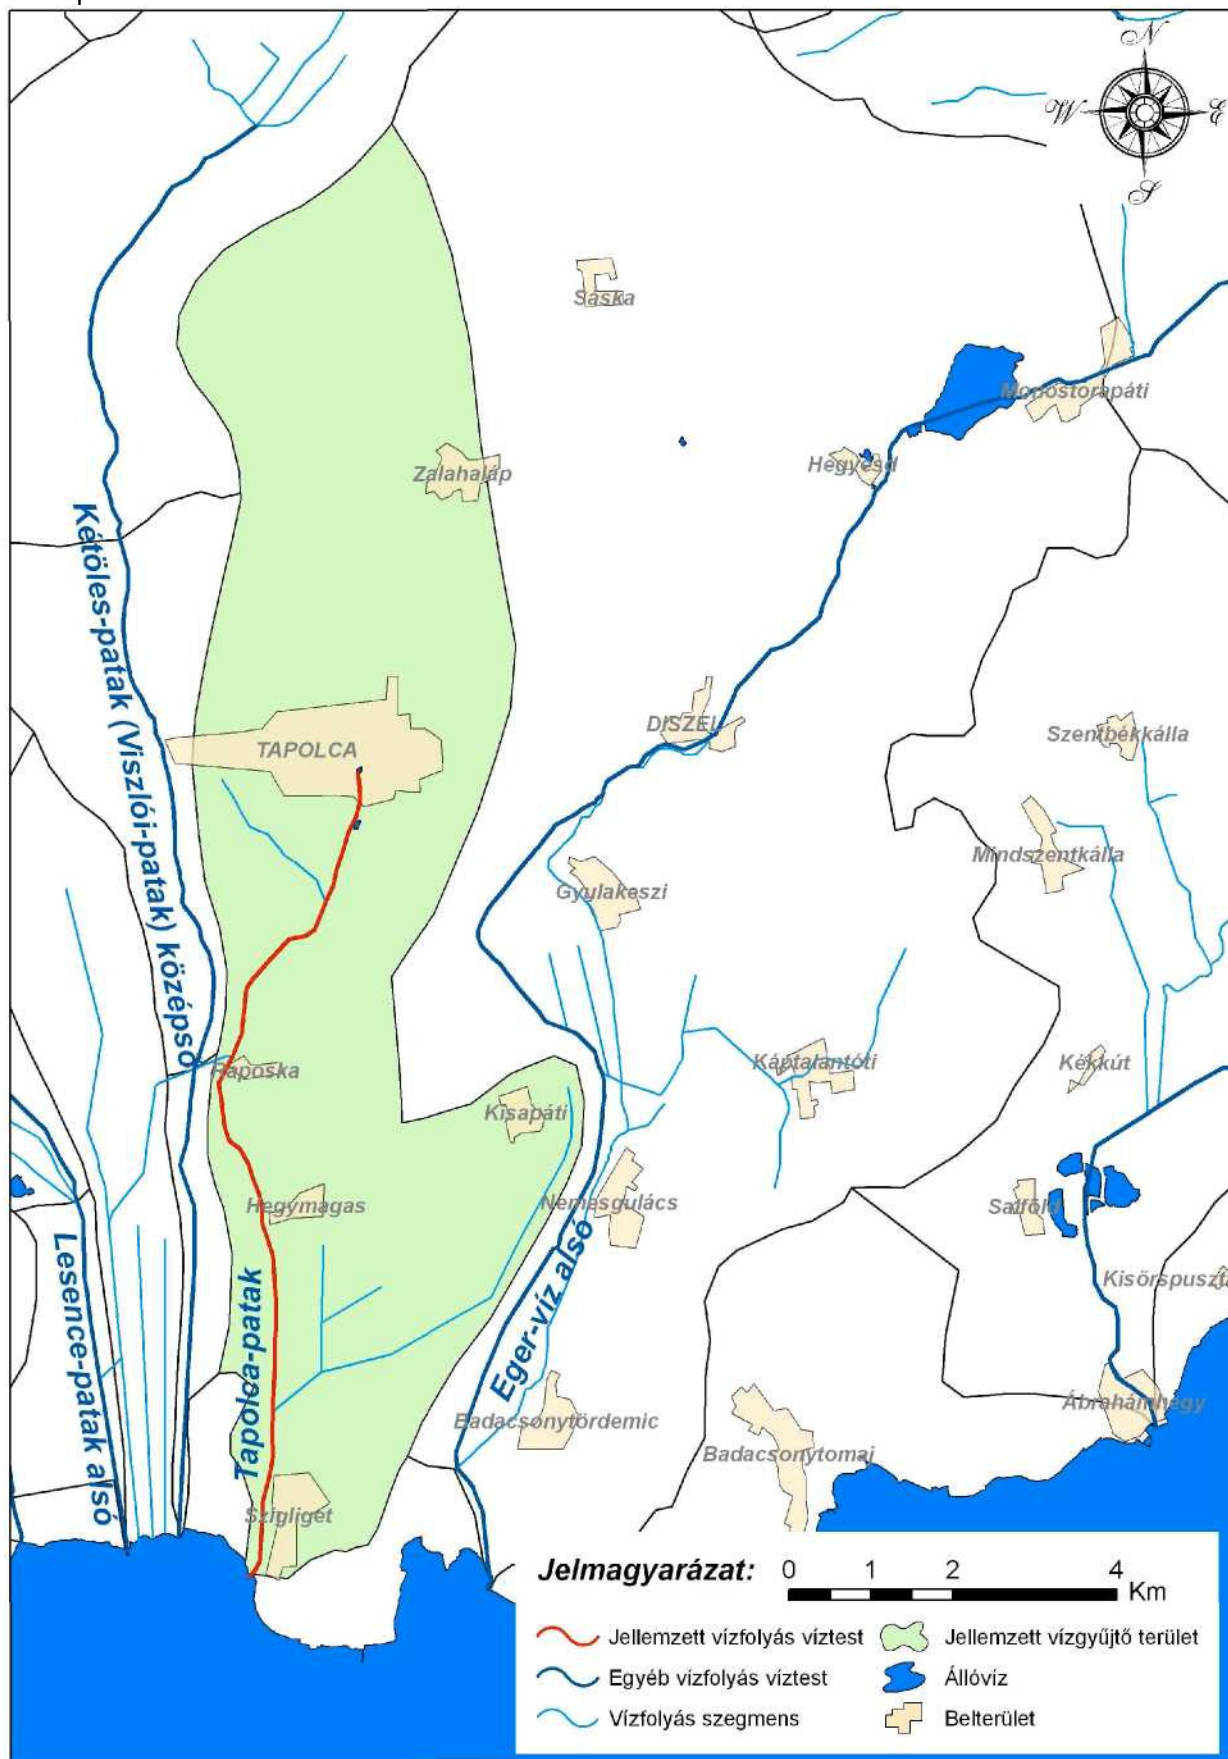 N
W
E
S
Sáska
Monostorapáti
Hegyesd
Zalahaláp
Kétöles-patak (Viszlói-patak) középső
DISZEL
TAPOLCA
Szentbékkálla
Mindszentkálla
Gyulakeszi
Raposka
Káptalantóti
Kékkút
Kisapáti
Hegymagas
Nemesgulács
Salföld
Lesence-patak alsó
Tapolca-patak
Eger-víz alsó
Kisőrspuszta
Ábrahámhegy
Badacsonytördemic
Badacsonytomaj
Szigliget
Jelmagyarázat:
0 1 2 4
Km
Jellemzett vízfolyás víztest
Jellemzett vízgyűjtő terület
Egyéb vízfolyás víztest
Állóvíz
Vízfolyás szegmens
Belterület